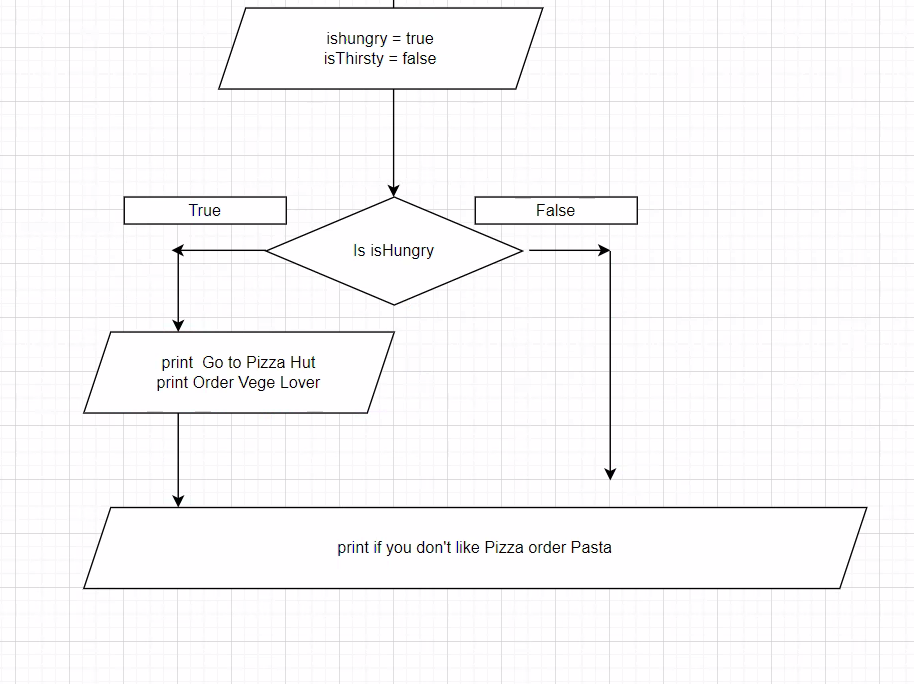 ishungry = true
isThirsty = false
True
False
Is isHungry
print  Go to Pizza Hut
print Order Vege Lover
print if you don't like Pizza order Pasta